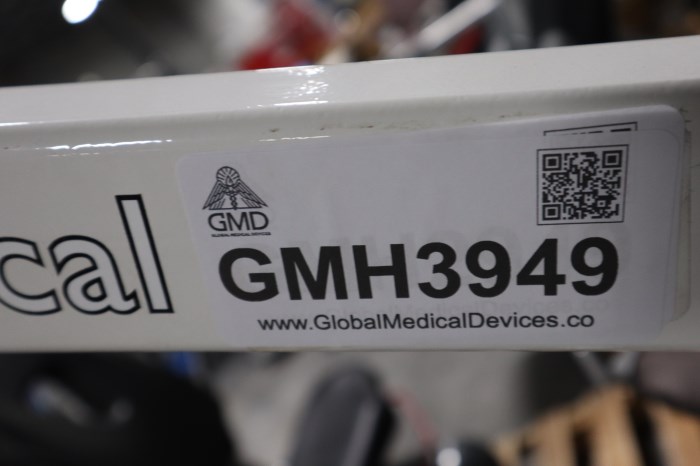 cal
GMD
GLOBAL MEDICAL DEVICES
GMH3949
www.GlobalMedicalDevices.co